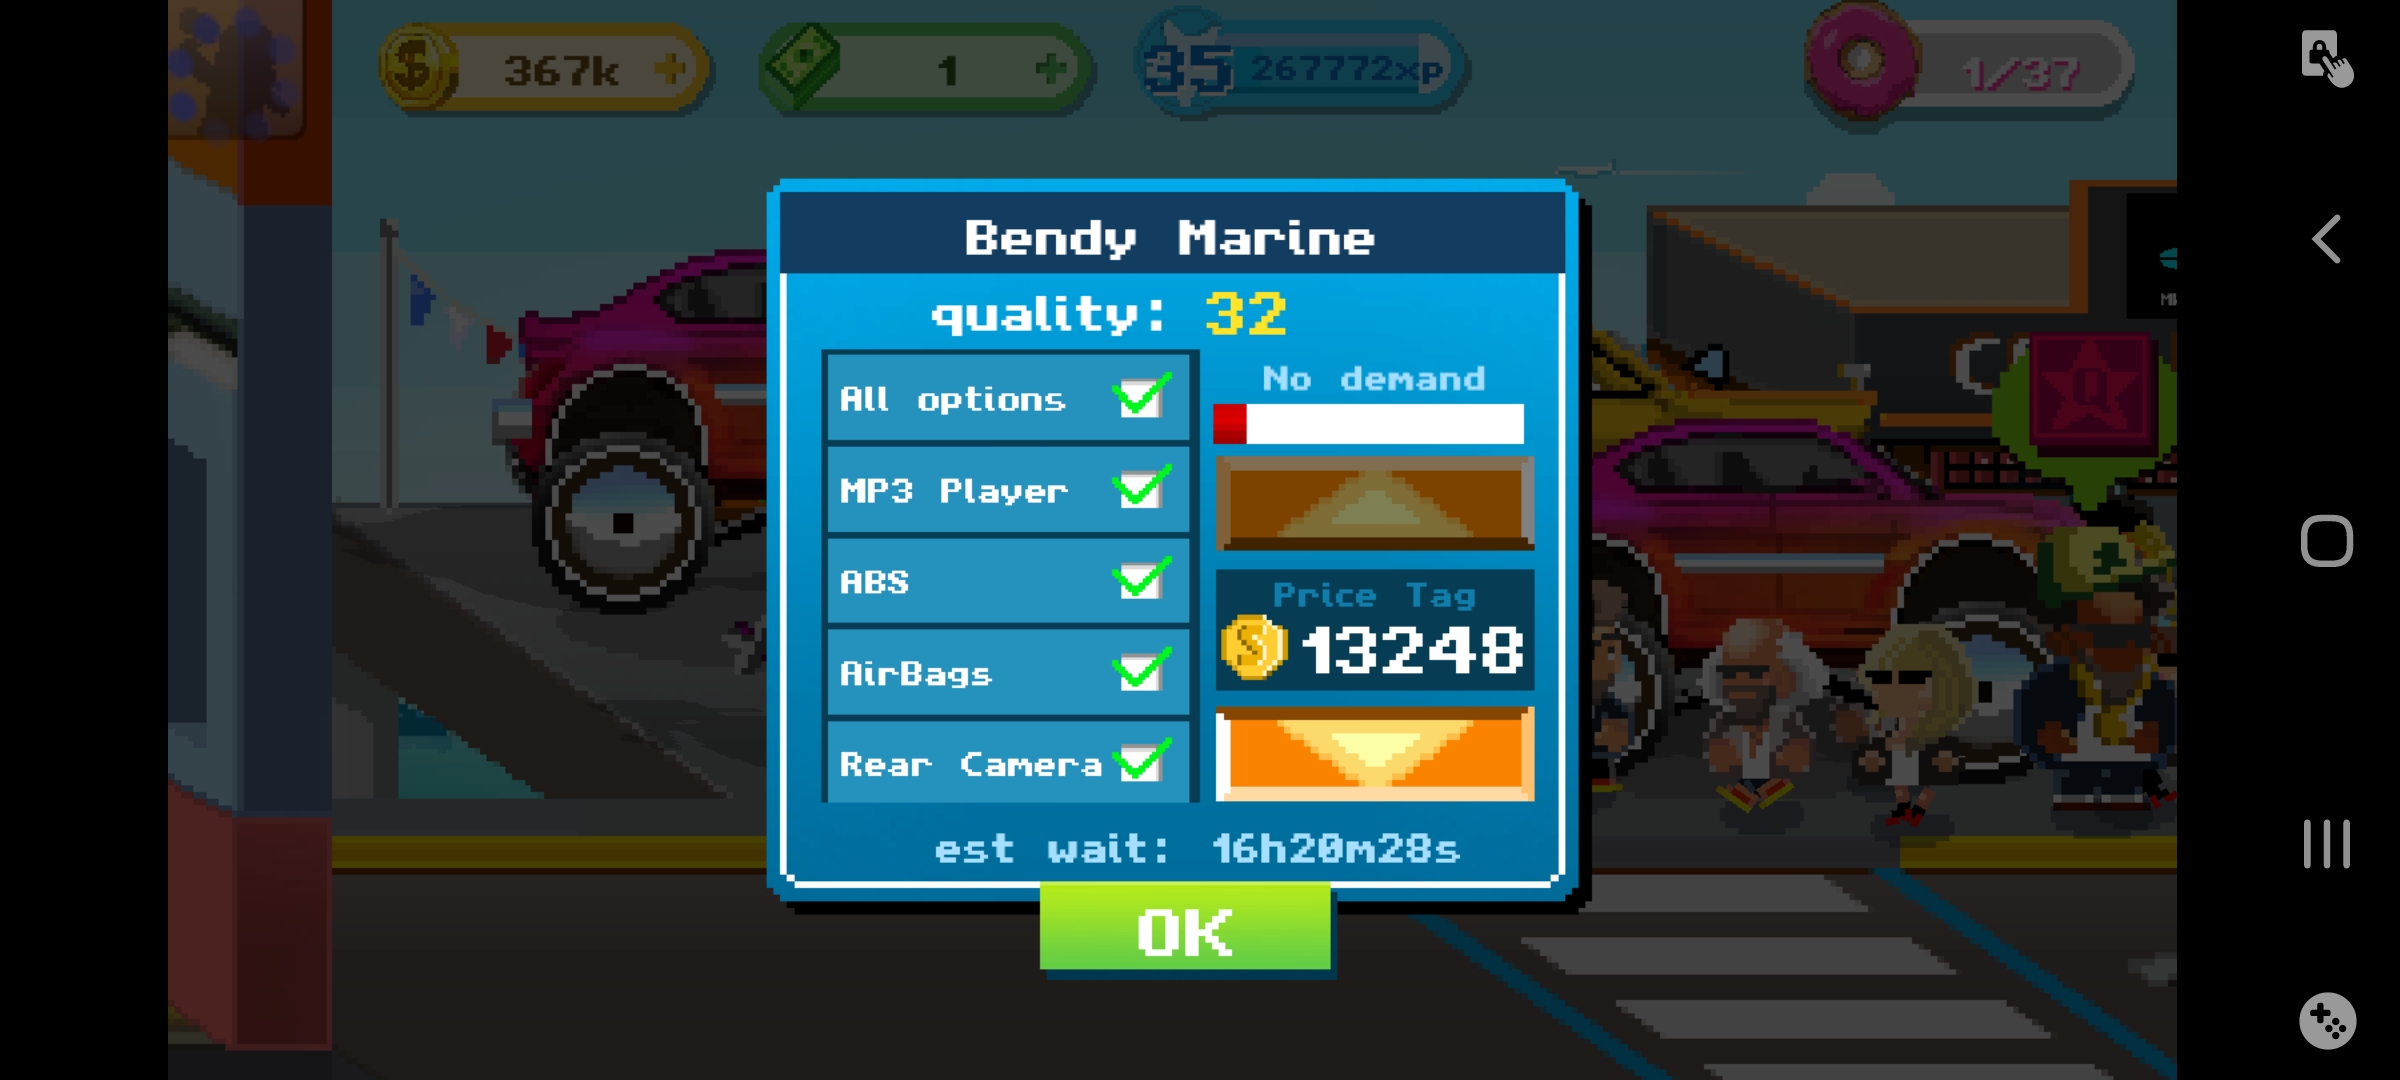 367k
1
35 267772xp
1/37
Bendy Marine
quality: 32
All options
MP3 Player
ABS
AirBags
Rear Camera
No demand
Price Tag
13248
est wait: 16h20m28s
OK
Q